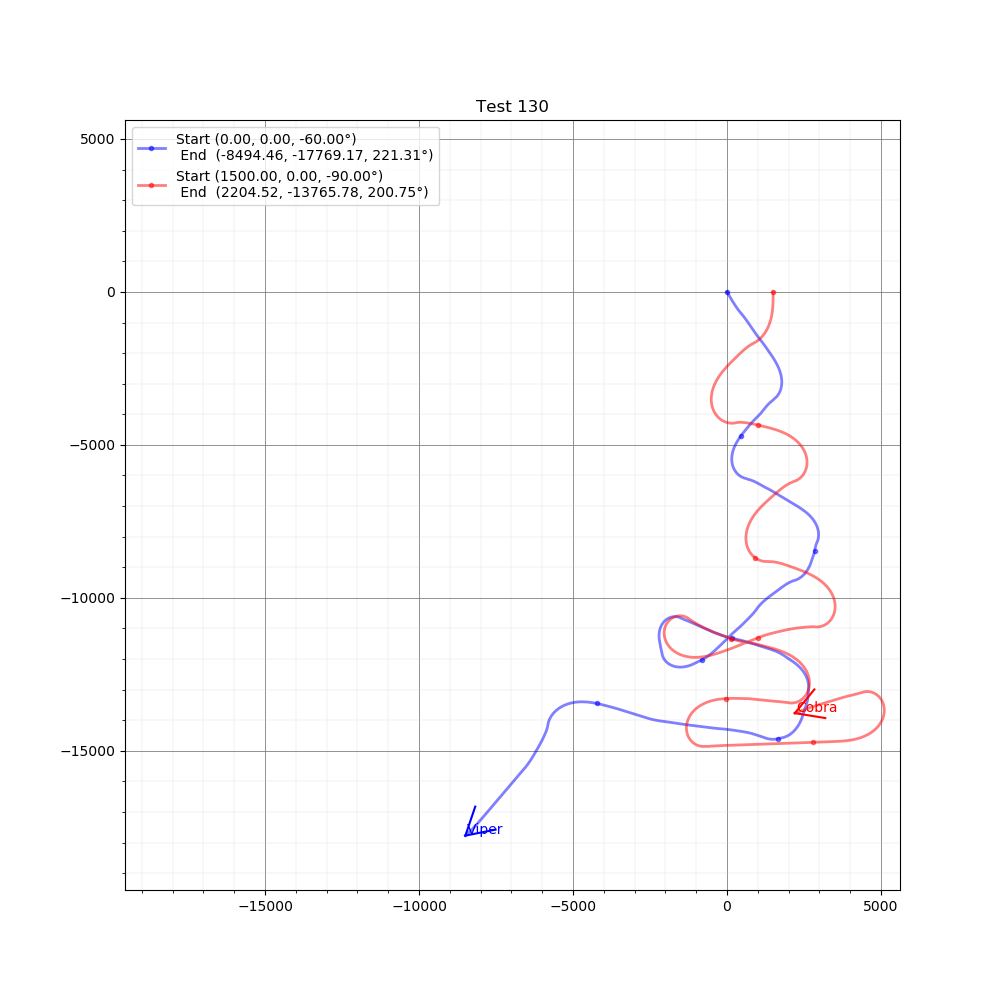 Test 130
Start (0.00, 0.00, -60.00°)
End  (-8494.46, -17769.17, 221.31°)
Start (1500.00, 0.00, -90.00°)
End  (2204.52, -13765.78, 200.75°)
5000
0
−5000
−10000
−15000
Cobra
Viper
−15000
−10000
−5000
0
5000